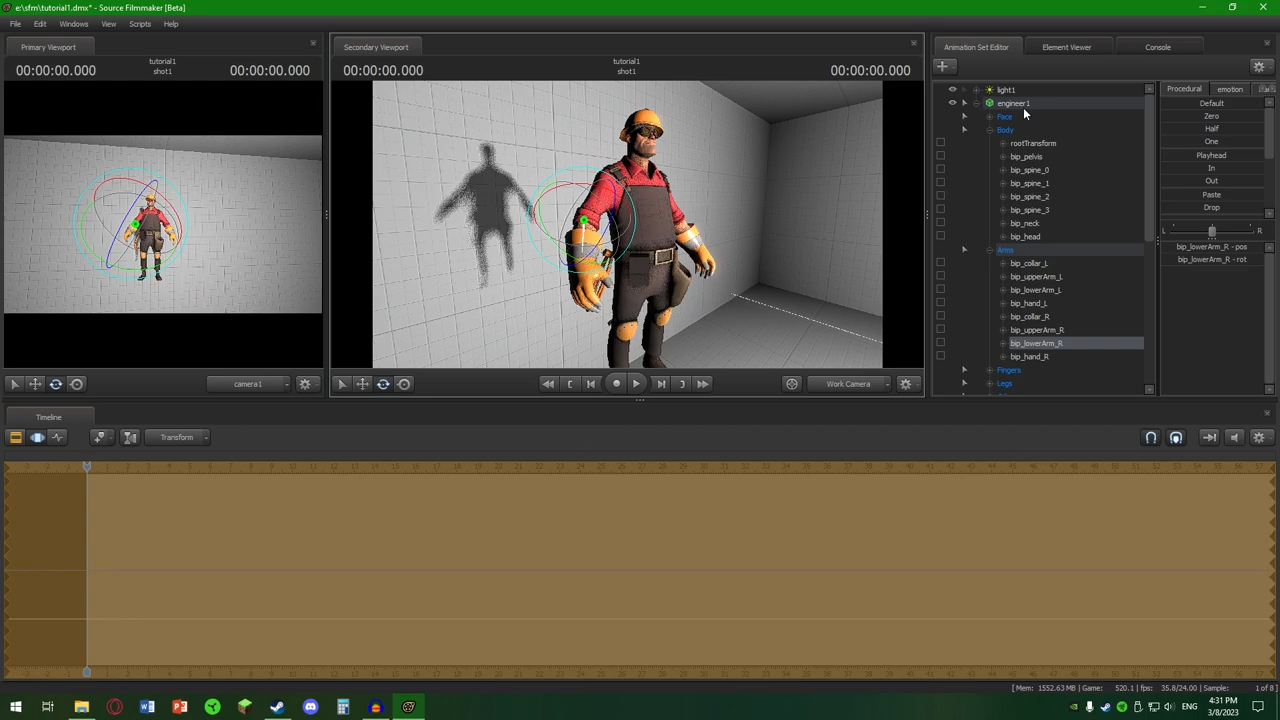 e:\sfm\tutorial1.dmx* - Source Filmmaker [Beta]
File Edit Windows View Scripts Help
Primary Viewport
00:00:00.000 tutorial1 shot1 00:00:00.000
camera1
Secondary Viewport
00:00:00.000 tutorial1 shot1 00:00:00.000
Work Camera
Animation Set Editor Element Viewer Console
light1
engineer1
Face
Body
rootTransform
bip_pelvis
bip_spine_0
bip_spine_1
bip_spine_2
bip_spine_3
bip_neck
bip_head
Arms
bip_collar_L
bip_upperArm_L
bip_lowerArm_L
bip_hand_L
bip_collar_R
bip_upperArm_R
bip_lowerArm_R
bip_hand_R
Fingers
Legs
Procedural emotion
Default
Zero
Half
One
Playhead
In
Out
Paste
Drop
L R
bip_lowerArm_R - pos
bip_lowerArm_R - rot
Timeline
Transform
[ Mem: 1552.63 MB | Game: 520.1 | fps: 35.8/24.00 | Sample: 1 of 8 ]
ENG
4:31 PM
3/8/2023